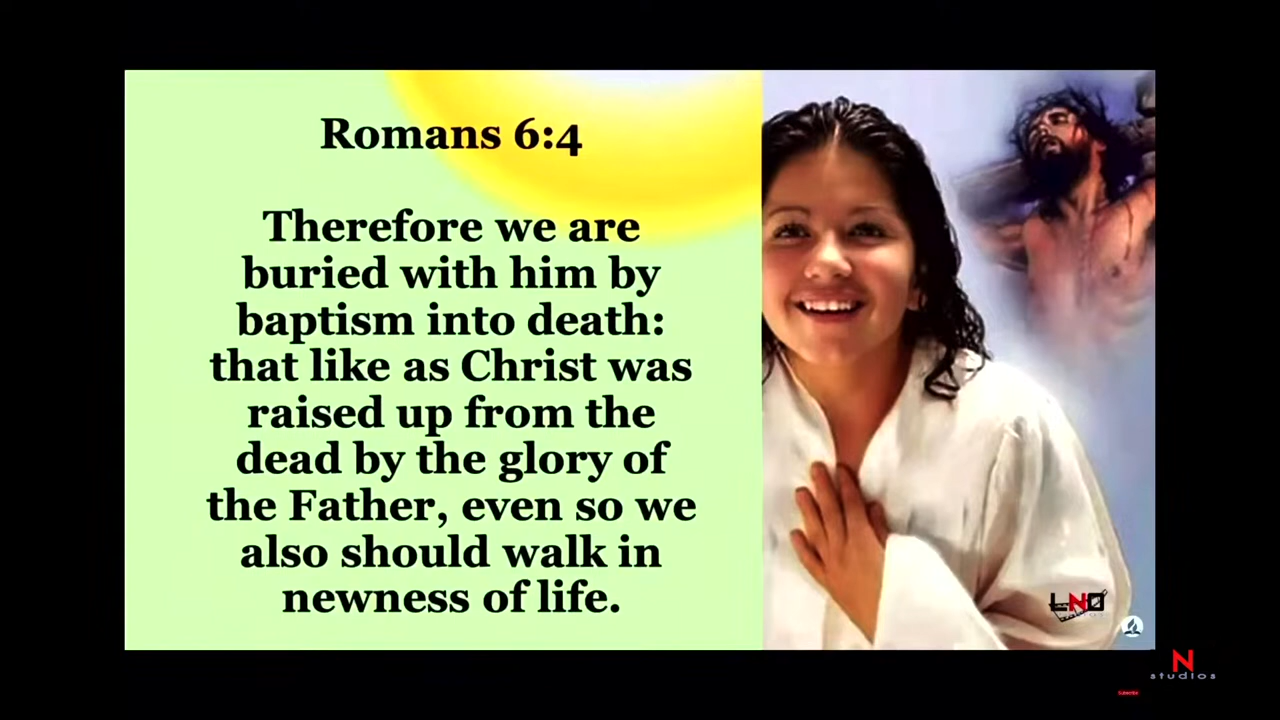 Romans 6:4
Therefore we are
buried with him by
baptism into death:
that like as Christ was
raised up from the
dead by the glory of
the Father, even so we
also should walk in
newness of life.
LNO
N
studios
Subscribe